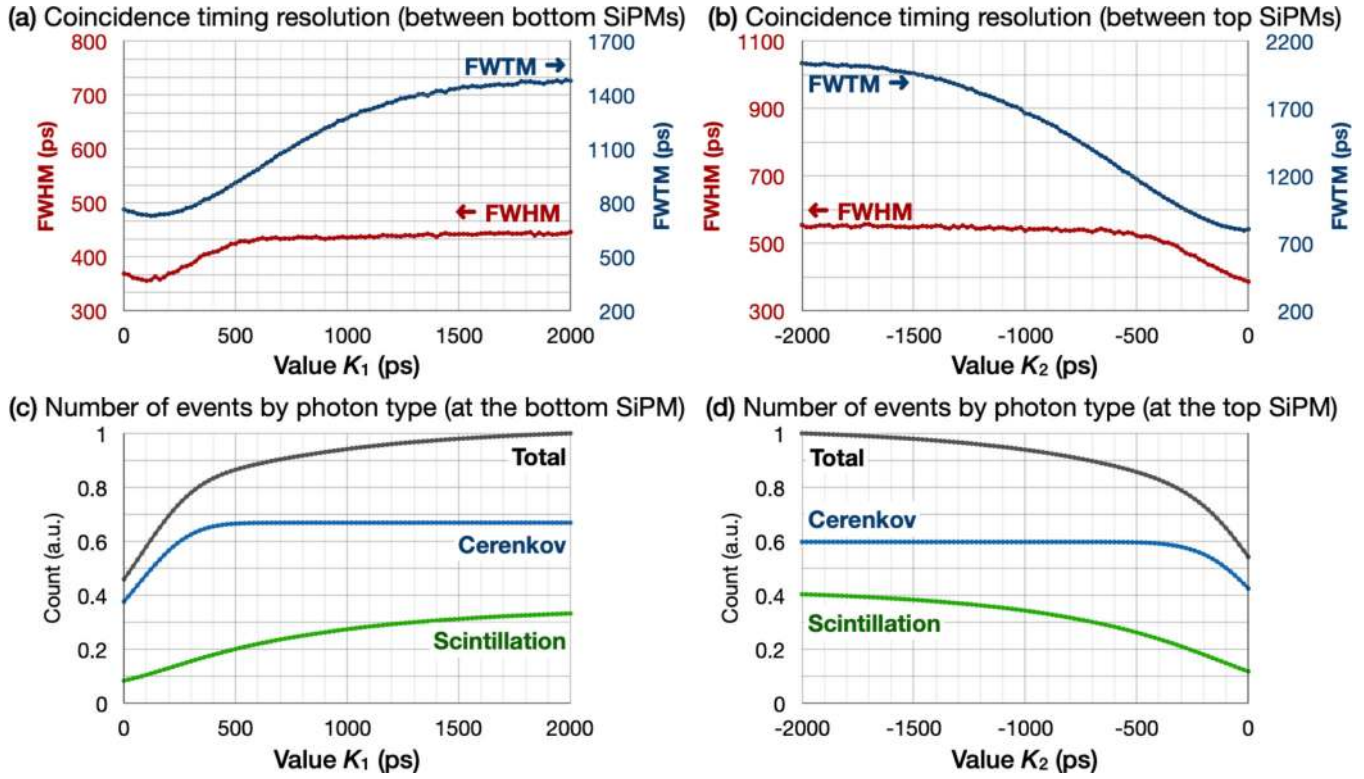 (a) Coincidence timing resolution (between bottom SiPMs)
800
700
600
500
400
300
FWHM (ps)
1700
1400
1100
800
500
200
FWTM (ps)
FWTM →
← FWHM
0
500
1000
1500
2000
Value K₁ (ps)
(b) Coincidence timing resolution (between top SiPMs)
1100
900
700
500
300
FWHM (ps)
2200
1700
1200
700
200
FWTM (ps)
FWTM →
← FWHM
-2000
-1500
-1000
-500
0
Value K₂ (ps)
(c) Number of events by photon type (at the bottom SiPM)
1
0.8
0.6
0.4
0.2
0
Count (a.u.)
Total
Cerenkov
Scintillation
0
500
1000
1500
2000
Value K₁ (ps)
(d) Number of events by photon type (at the top SiPM)
1
0.8
0.6
0.4
0.2
0
Count (a.u.)
Total
Cerenkov
Scintillation
-2000
-1500
-1000
-500
0
Value K₂ (ps)